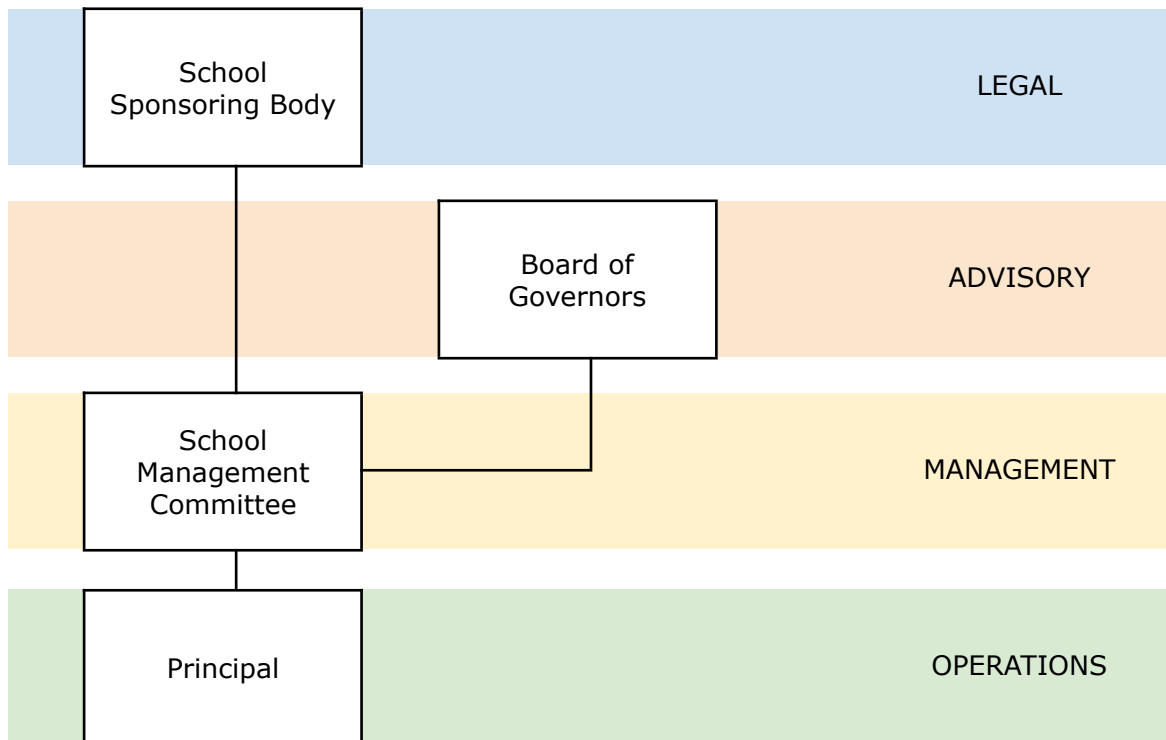 School
Sponsoring Body
LEGAL
Board of
Governors
ADVISORY
School
Management
Committee
MANAGEMENT
Principal
OPERATIONS